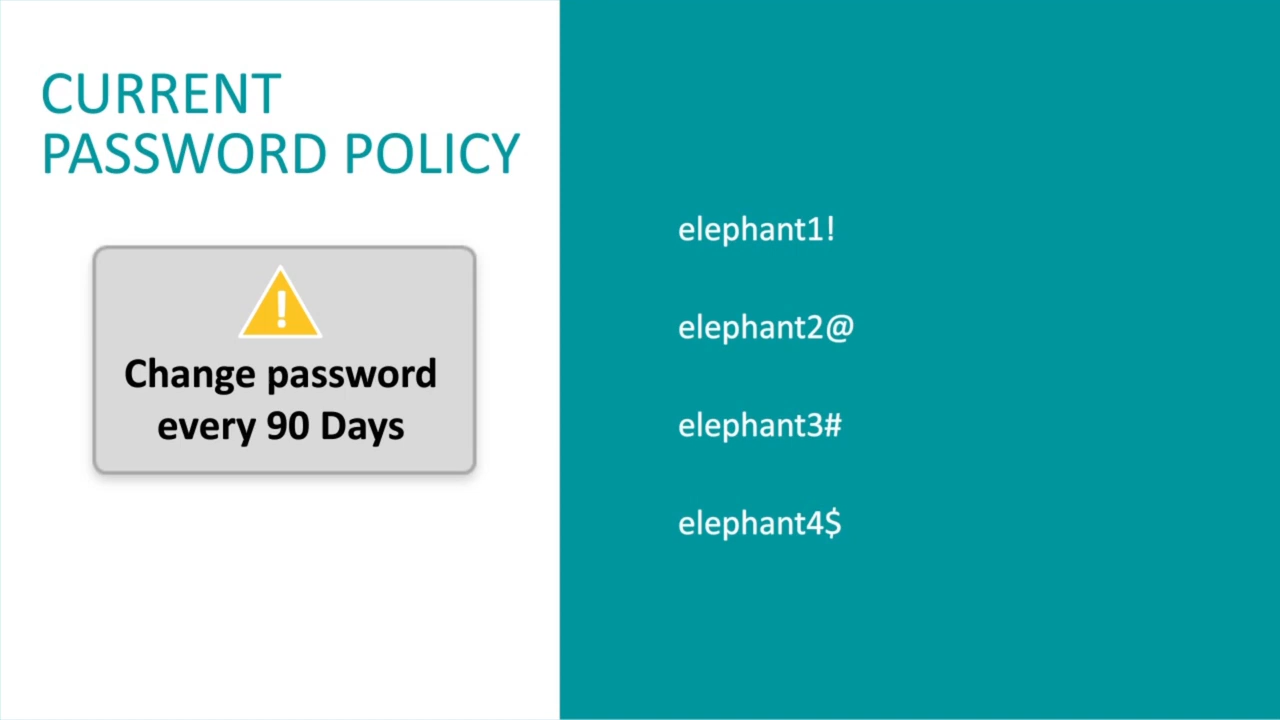 CURRENT
PASSWORD POLICY
!
Change password
every 90 Days
elephant1!
elephant2@
elephant3#
elephant4$